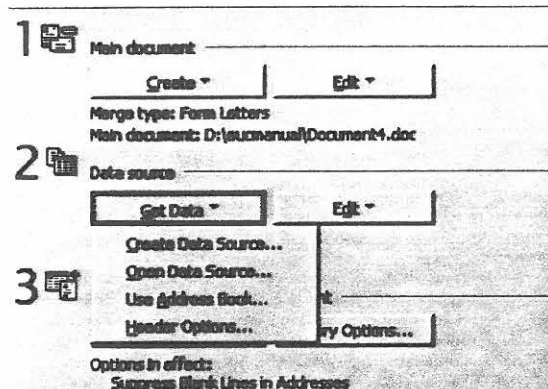 1
Main document
Create Edit
Merge type: Form Letters
Main document: D:\aucmanual\Document4.doc
2
Data source
Get Data Edit
Create Data Source...
Open Data Source...
Use Address Book...
3
Header Options...
Options in effect:
Suppress Blank Lines in Addresses